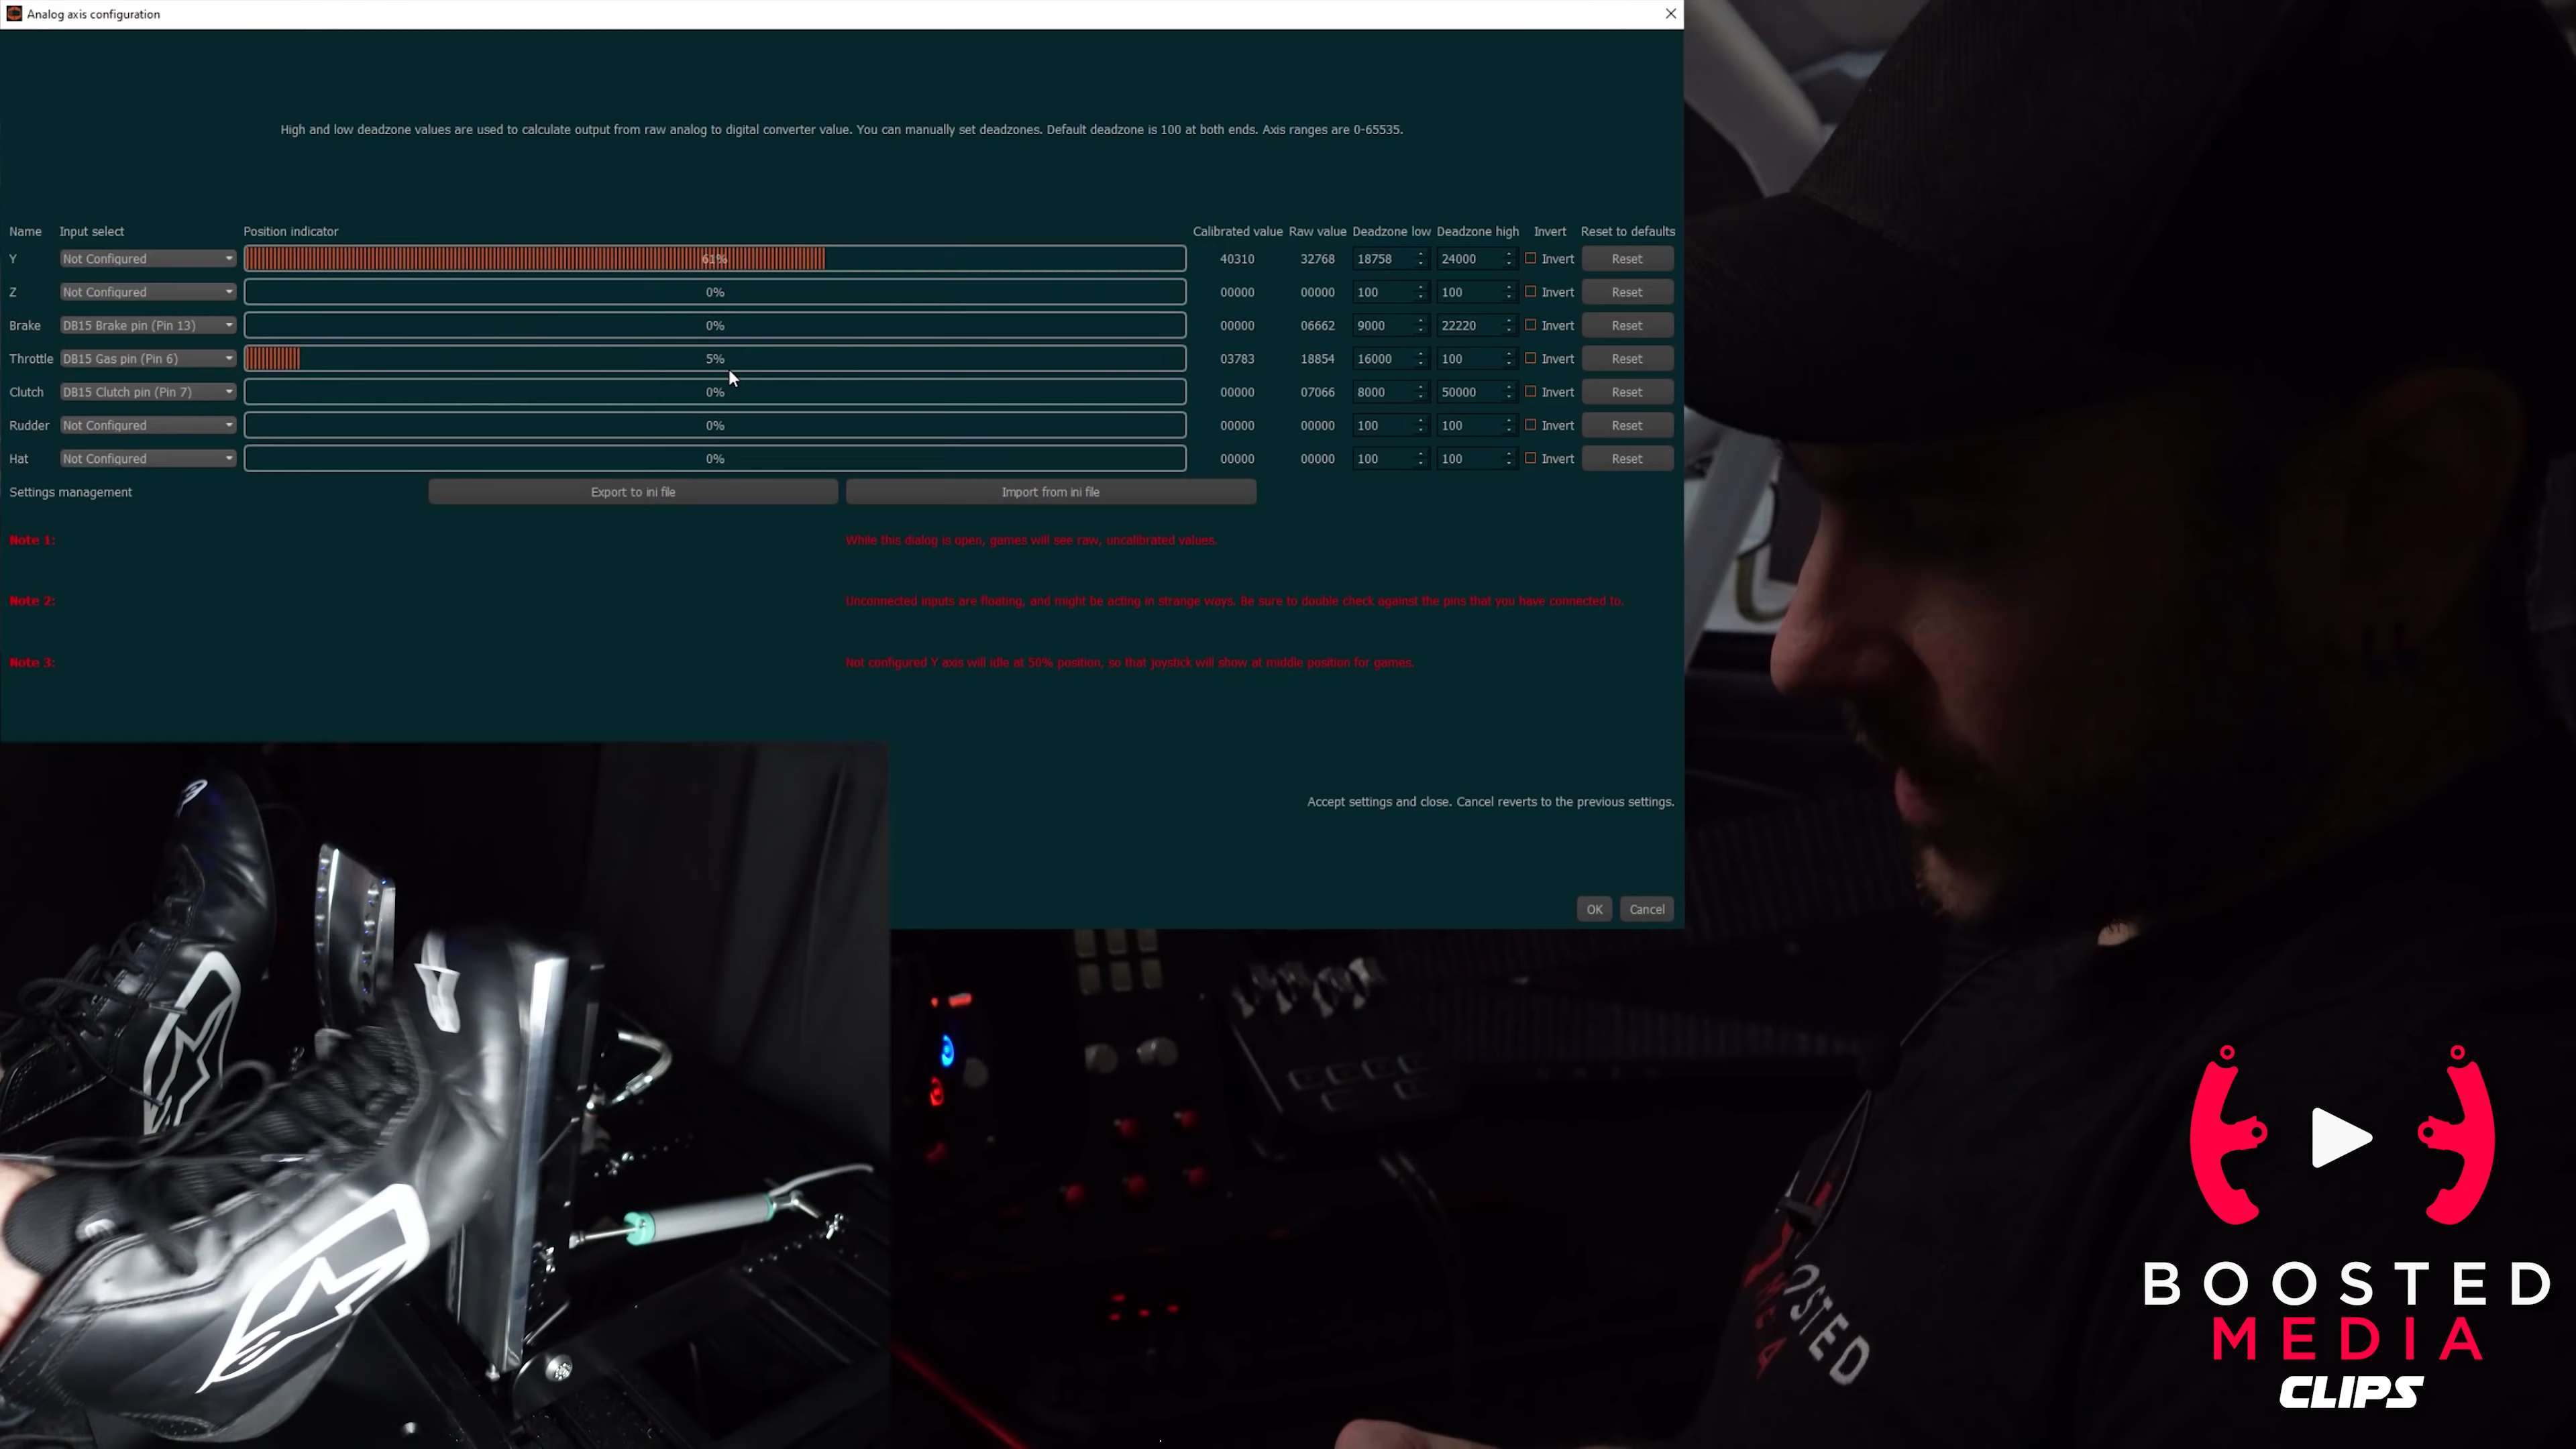 Analog axis configuration
High and low deadzone values are used to calculate output from raw analog to digital converter value. You can manually set deadzones. Default deadzone is 100 at both ends. Axis ranges are 0-65535.
Name Input select Position indicator Calibrated value Raw value Deadzone low Deadzone high Invert Reset to defaults
Y Not Configured 61% 40310 32768 18758 24000 Invert Reset
Z Not Configured 0% 00000 00000 100 100 Invert Reset
Brake DB15 Brake pin (Pin 13) 0% 00000 06662 9000 22220 Invert Reset
Throttle DB15 Gas pin (Pin 6) 5% 03783 18854 16000 100 Invert Reset
Clutch DB15 Clutch pin (Pin 7) 0% 00000 07066 8000 50000 Invert Reset
Rudder Not Configured 0% 00000 00000 100 100 Invert Reset
Hat Not Configured 0% 00000 00000 100 100 Invert Reset
Settings management Export to ini file Import from ini file
Note 1: While this dialog is open, games will see raw, uncalibrated values.
Note 2: Unconnected inputs are floating, and might be acting in strange ways. Be sure to double check against the pins that you have connected to.
Note 3: Not configured Y axis will idle at 50% position, so that joystick will show at middle position for games.
Accept settings and close. Cancel reverts to the previous settings.
OK Cancel
BOOSTED
MEDIA
CLIPS